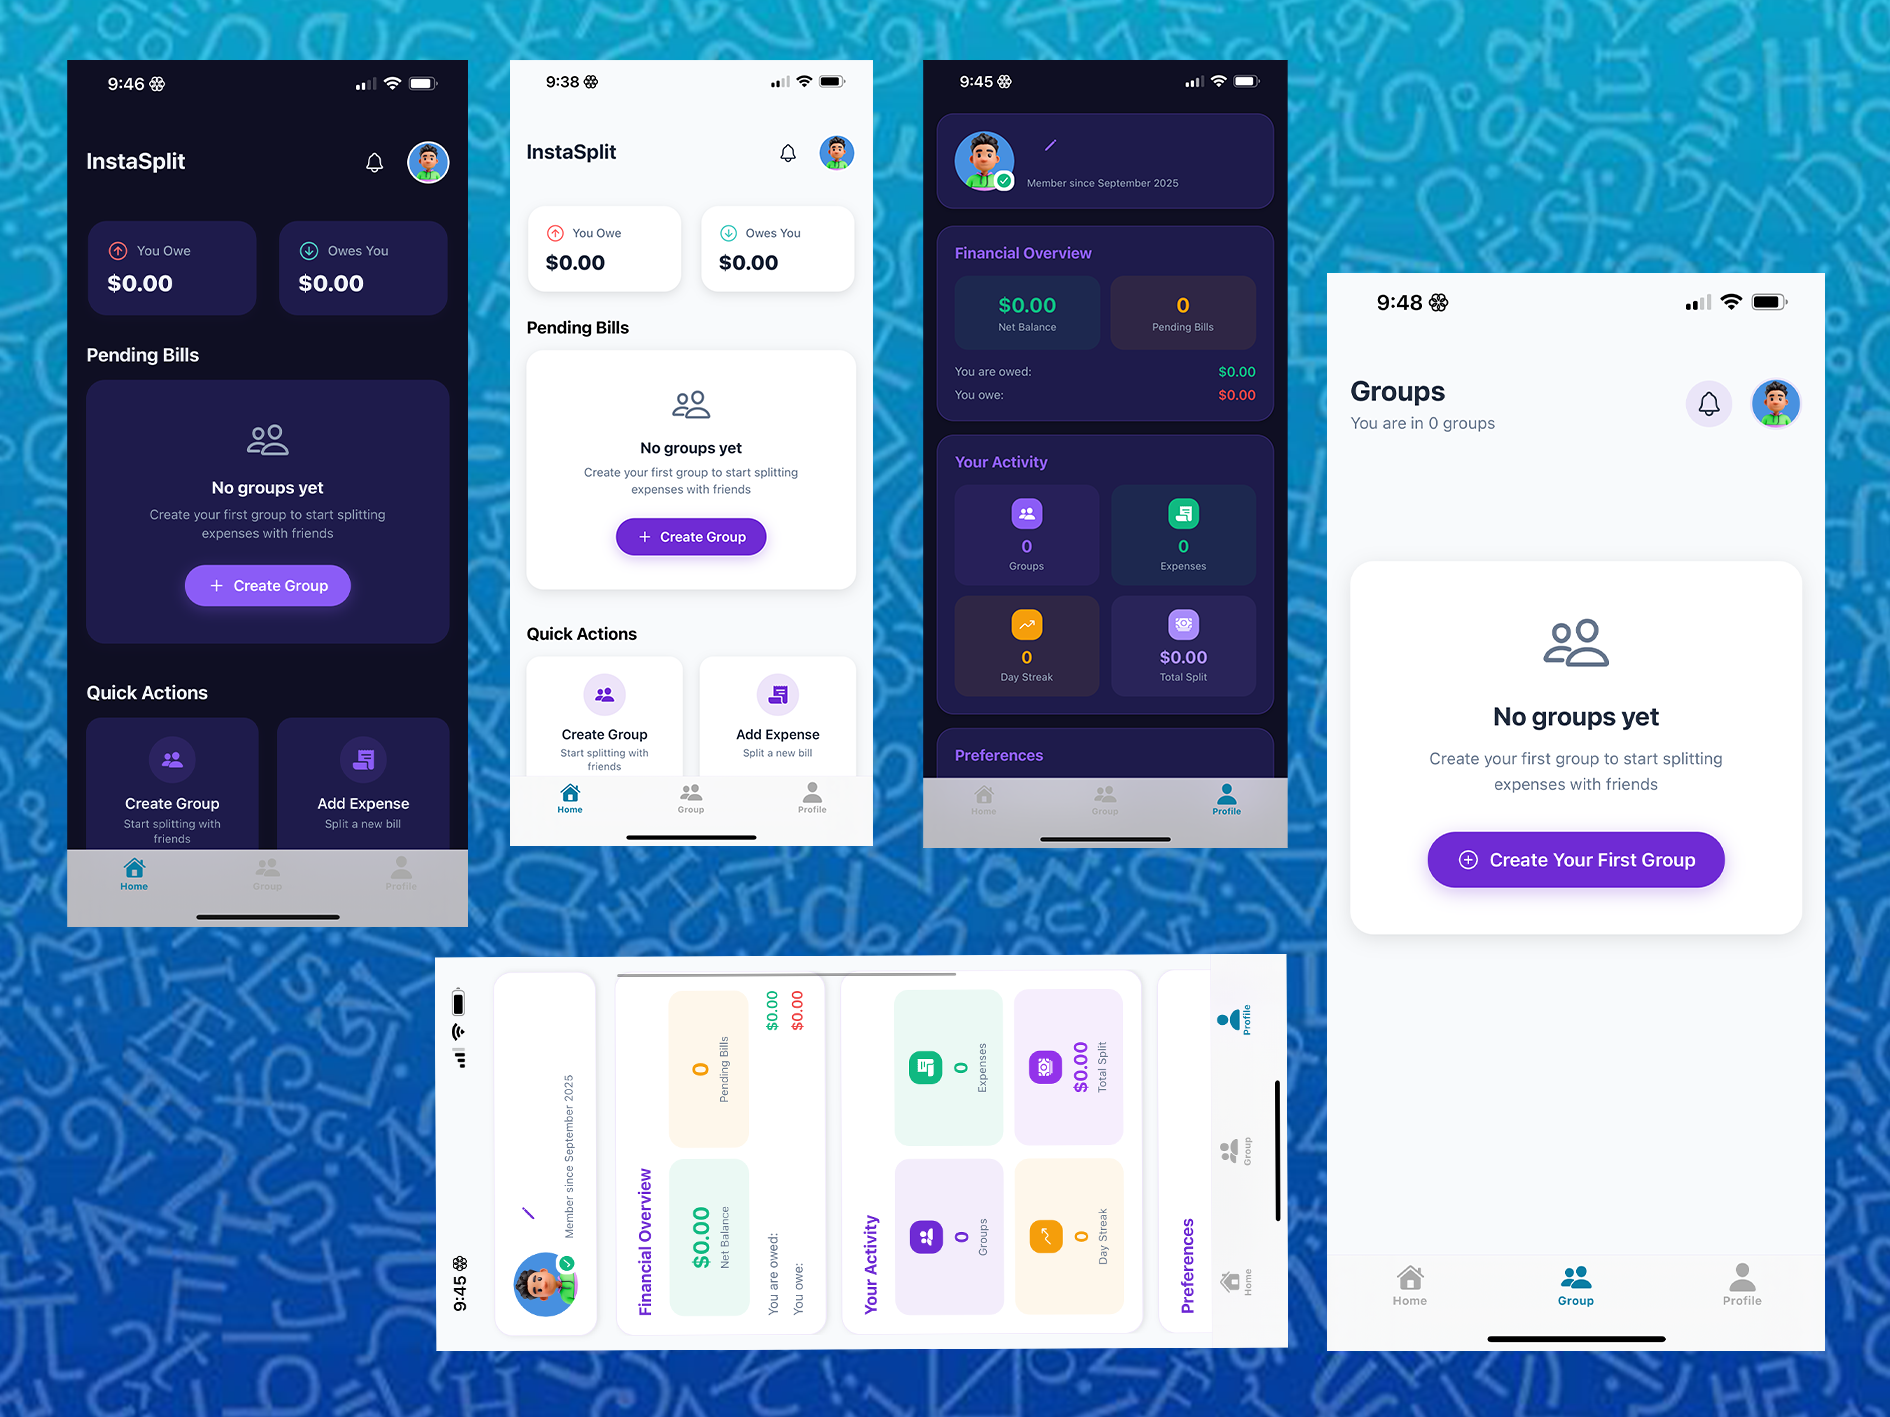 9:46
InstaSplit
You Owe
$0.00
Owes You
$0.00
Pending Bills
No groups yet
Create your first group to start splitting
expenses with friends
+ Create Group
Quick Actions
Create Group
Start splitting with
friends
Add Expense
Split a new bill
Home
Group
Profile
9:38
InstaSplit
You Owe
$0.00
Owes You
$0.00
Pending Bills
No groups yet
Create your first group to start splitting
expenses with friends
+ Create Group
Quick Actions
Create Group
Start splitting with
friends
Add Expense
Split a new bill
Home
Group
Profile
9:45
Member since September 2025
Financial Overview
$0.00
Net Balance
0
Pending Bills
You are owed: $0.00
You owe: $0.00
Your Activity
0
Groups
0
Expenses
0
Day Streak
$0.00
Total Split
Preferences
Home
Group
Profile
9:48
Groups
You are in 0 groups
No groups yet
Create your first group to start splitting
expenses with friends
Create Your First Group
Home
Group
Profile
9:45
Member since September 2025
Financial Overview
$0.00
Net Balance
0
Pending Bills
You are owed: $0.00
You owe: $0.00
Your Activity
0
Groups
0
Expenses
0
Day Streak
$0.00
Total Split
Preferences
Home
Group
Profile